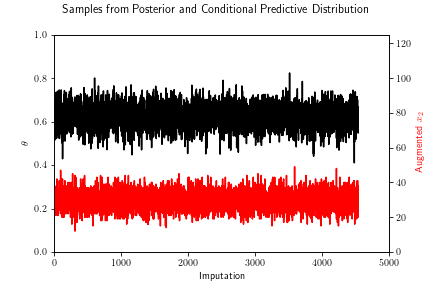 Samples from Posterior and Conditional Predictive Distribution
1.0
0.8
0.6
0.4
0.2
0.0
θ
120
100
80
60
40
20
0
Augmented x₂
0 1000 2000 3000 4000 5000
Imputation